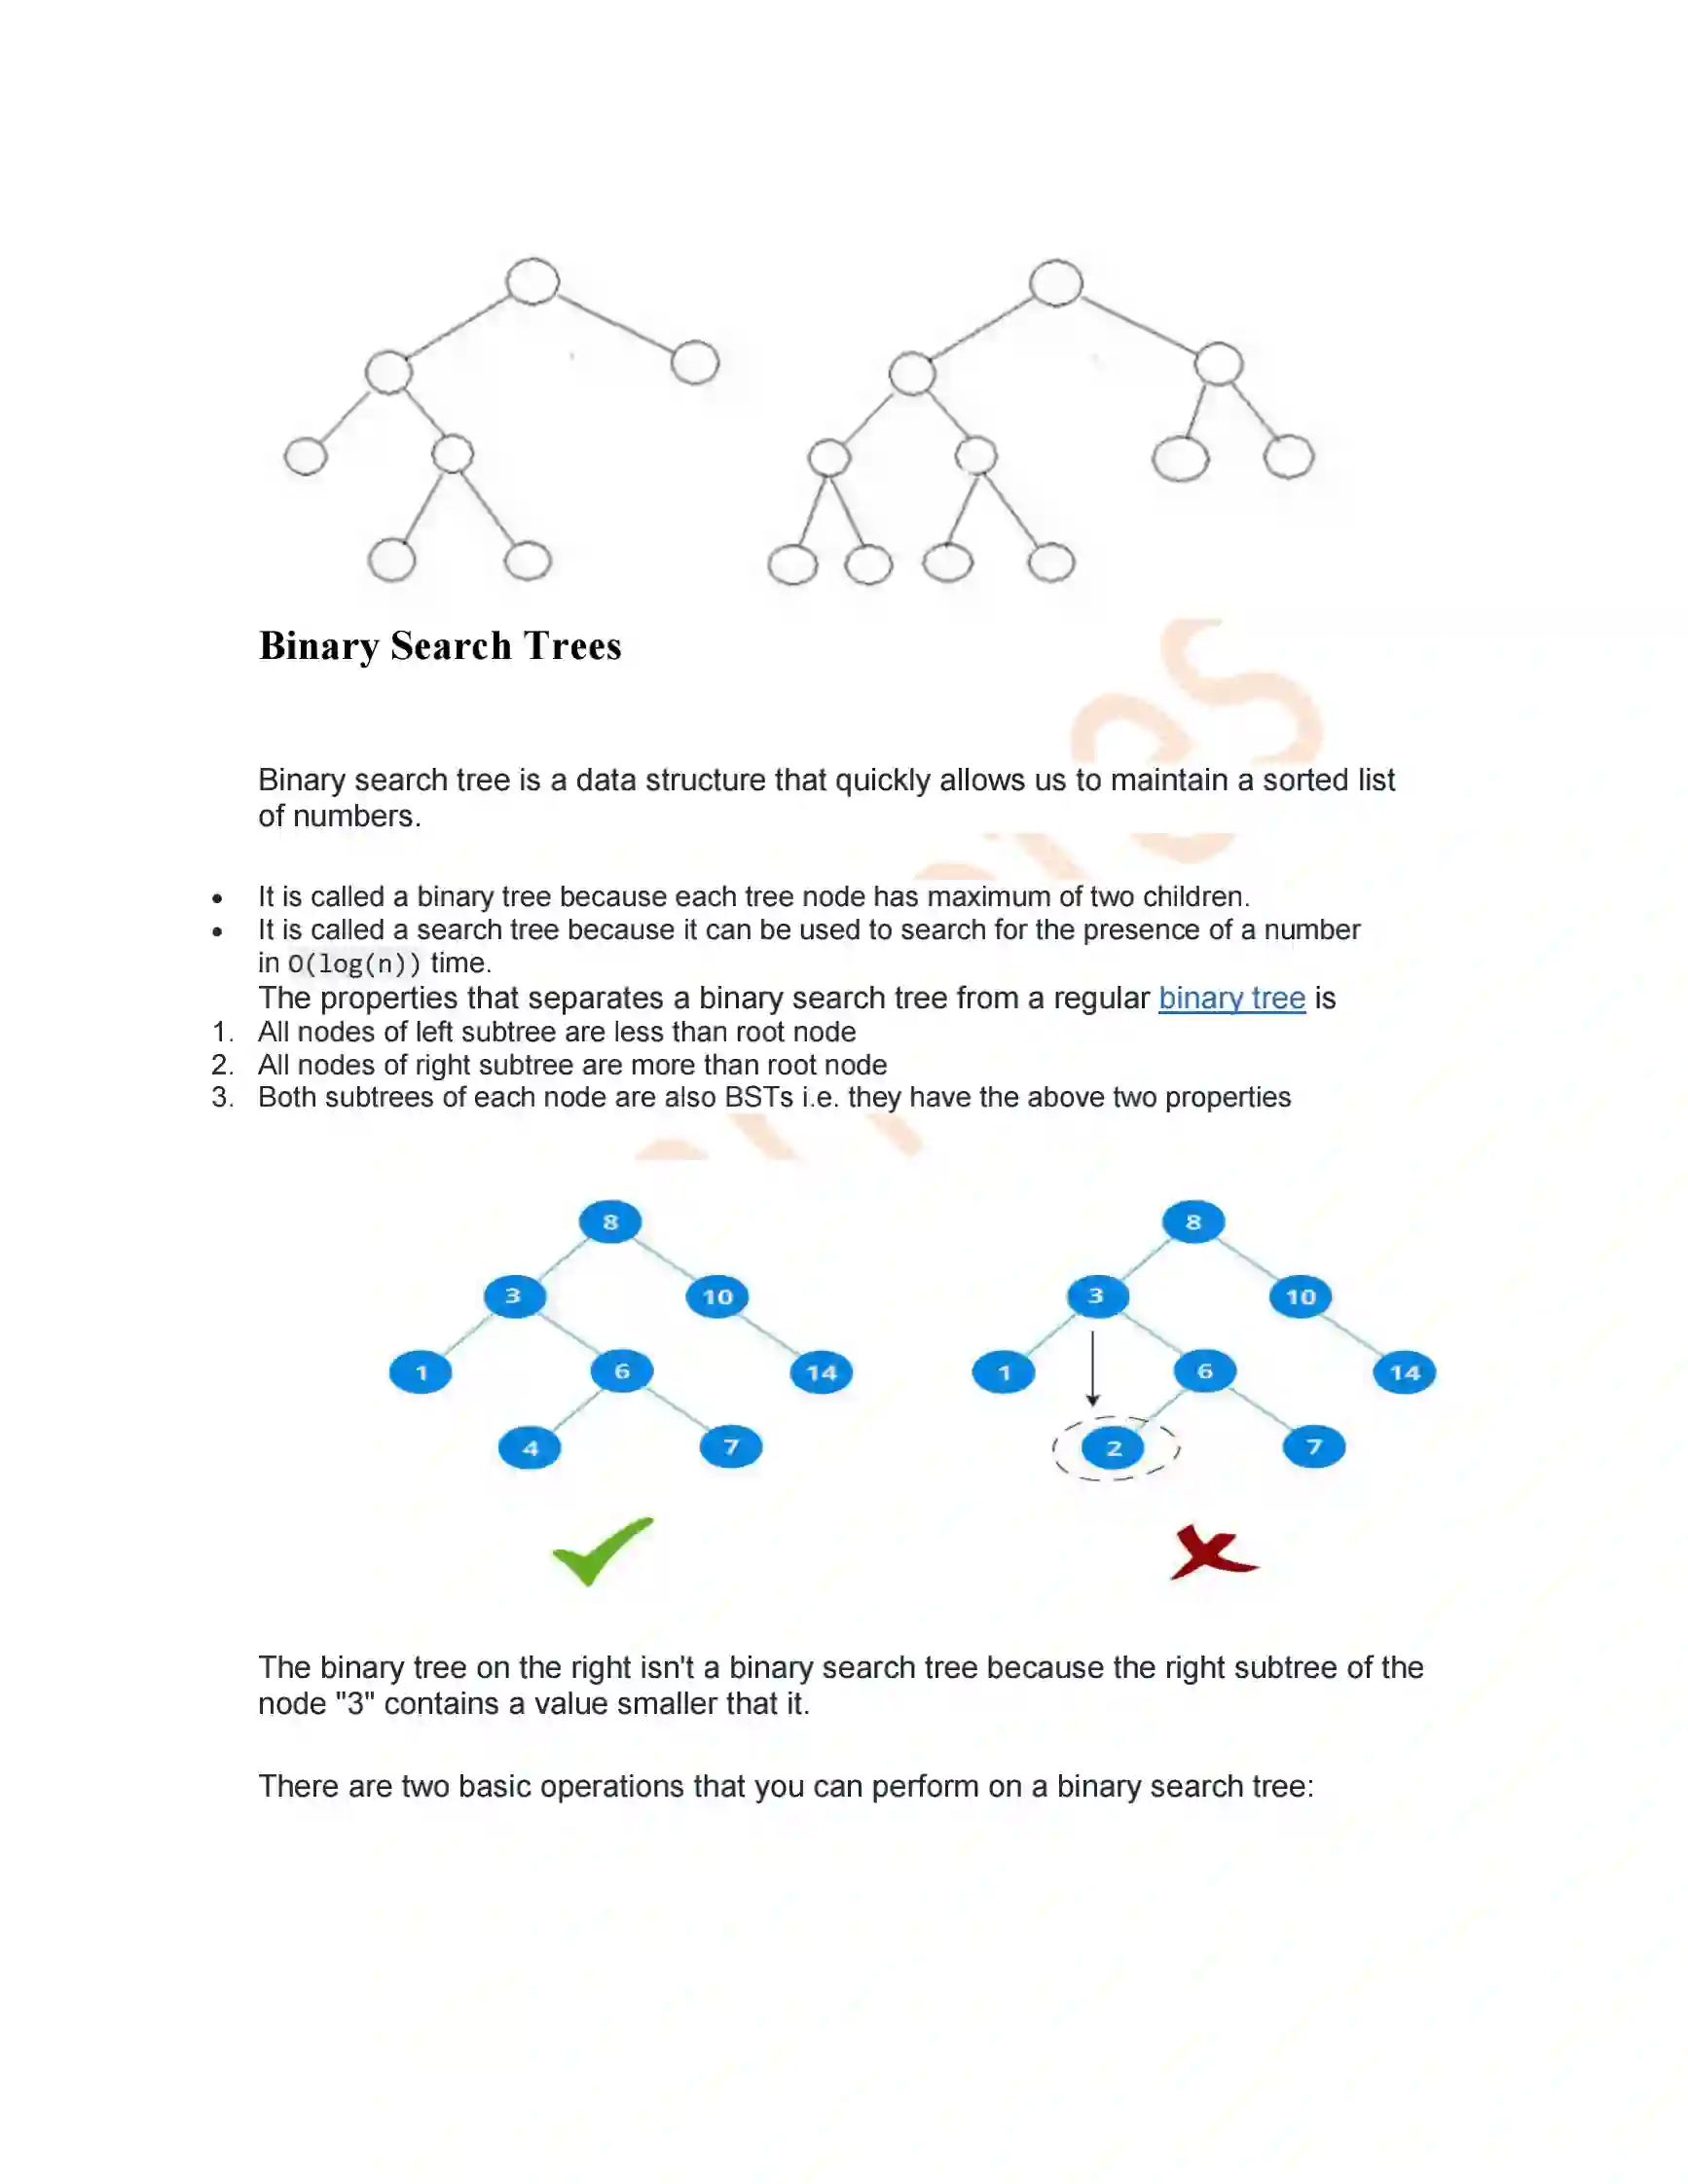 Binary Search Trees
Binary search tree is a data structure that quickly allows us to maintain a sorted list
of numbers.
• It is called a binary tree because each tree node has maximum of two children.
• It is called a search tree because it can be used to search for the presence of a number
in O(log(n)) time.
The properties that separates a binary search tree from a regular binary tree is
1. All nodes of left subtree are less than root node
2. All nodes of right subtree are more than root node
3. Both subtrees of each node are also BSTs i.e. they have the above two properties
8
3 10
1 6 14
4 7
8
3 10
1 6 14
2 7
The binary tree on the right isn't a binary search tree because the right subtree of the
node "3" contains a value smaller that it.
There are two basic operations that you can perform on a binary search tree: